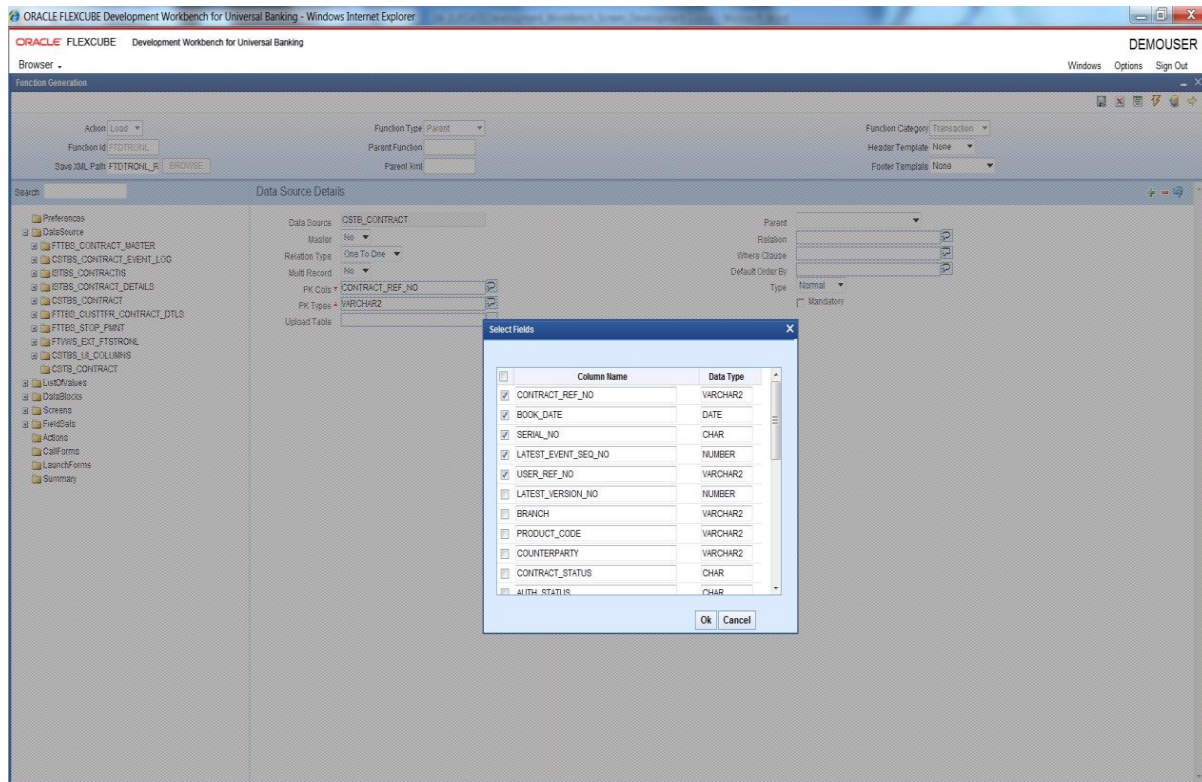 ORACLE FLEXCUBE Development Workbench for Universal Banking - Windows Internet Explorer
ORACLE FLEXCUBE Development Workbench for Universal Banking
DEMOUSER
Browser
Windows Options Sign Out
Function Generation
Action Load Function Type Parent Function Category Transaction
Function Id FTDTRONL Parent Function Header Template None
Save XML Path FTDTRONL_R BROWSE Parent Xml Footer Template None
Search Data Source Details
Preferences
DataSource
FTTBS_CONTRACT_MASTER
CSTBS_CONTRACT_EVENT_LOG
ISTBS_CONTRACTIS
ISTBS_CONTRACT_DETAILS
CSTBS_CONTRACT
FTTBS_CUSTTFR_CONTRACT_DTLS
FTTBS_STOP_PMNT
FTVWS_EXT_FTSTRONL
CSTBS_UI_COLUMNS
CSTB_CONTRACT
ListOfValues
DataBlocks
Screens
FieldSets
Actions
CallForms
LaunchForms
Summary
Data Source CSTB_CONTRACT Parent
Master No Relation
Relation Type One To One Where Clause
Multi Record No Default Order By
PK Cols * CONTRACT_REF_NO Type Normal
PK Types * VARCHAR2 Mandatory
Upload Table
Select Fields X
Column Name Data Type
CONTRACT_REF_NO VARCHAR2
BOOK_DATE DATE
SERIAL_NO CHAR
LATEST_EVENT_SEQ_NO NUMBER
USER_REF_NO VARCHAR2
LATEST_VERSION_NO NUMBER
BRANCH VARCHAR2
PRODUCT_CODE VARCHAR2
COUNTERPARTY VARCHAR2
CONTRACT_STATUS CHAR
AUTH_STATUS CHAR
Ok Cancel